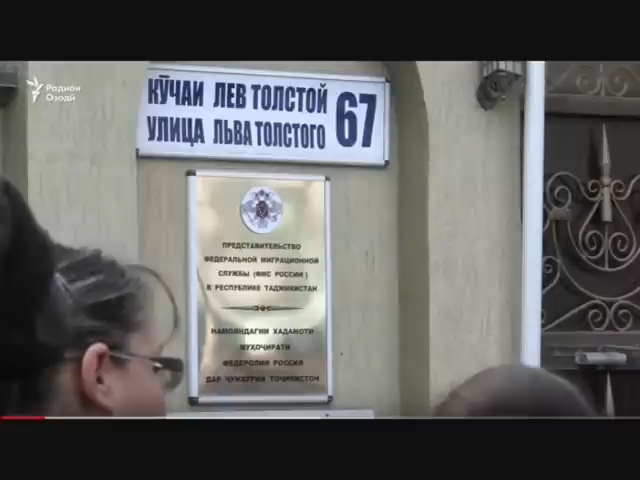 Радиои
Озодӣ
КӮЧАИ ЛЕВ ТОЛСТОЙ
УЛИЦА ЛЬВА ТОЛСТОГО
67
ПРЕДСТАВИТЕЛЬСТВО
ФЕДЕРАЛЬНОЙ МИГРАЦИОННОЙ
СЛУЖБЫ (ФМС РОССИИ)
В РЕСПУБЛИКЕ ТАДЖИКИСТАН
НАМОЯНДАГИИ ХАДАМОТИ
МУҲОҶИРАТИ
ФЕДЕРОЛИИ РОССИЯ
ДАР ҶУМҲУРИИ ТОҶИКИСТОН